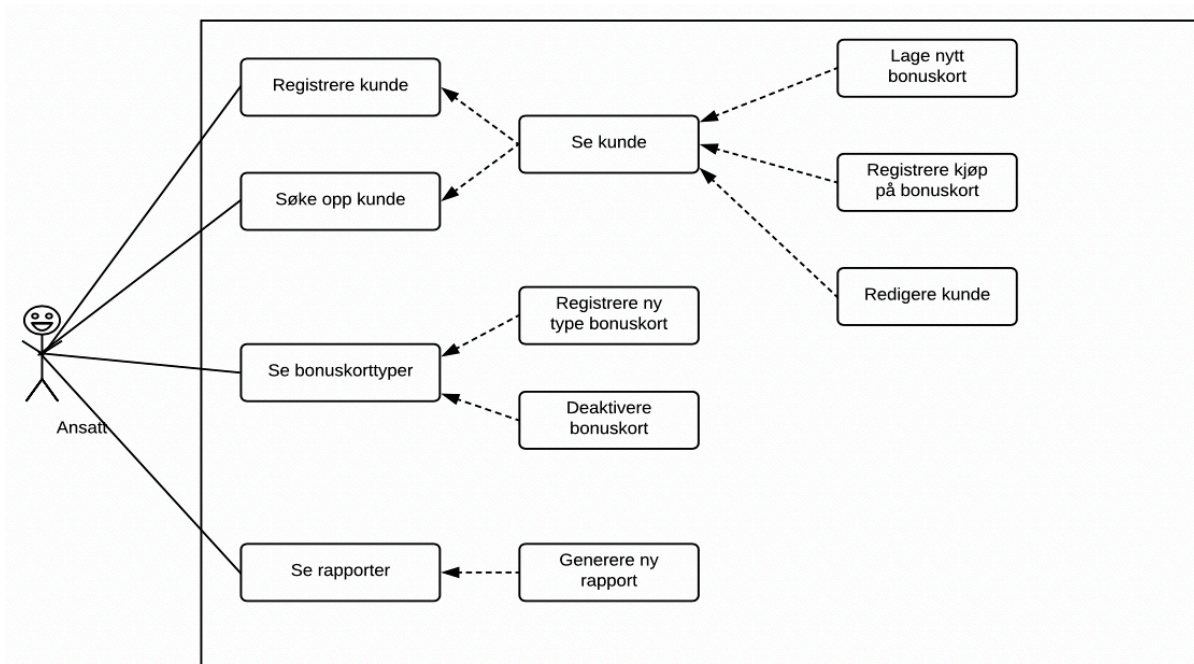 Registrere kunde
Søke opp kunde
Se kunde
Lage nytt
bonuskort
Registrere kjøp
på bonuskort
Redigere kunde
Ansatt
Se bonuskorttyper
Registrere ny
type bonuskort
Deaktivere
bonuskort
Se rapporter
Generere ny
rapport